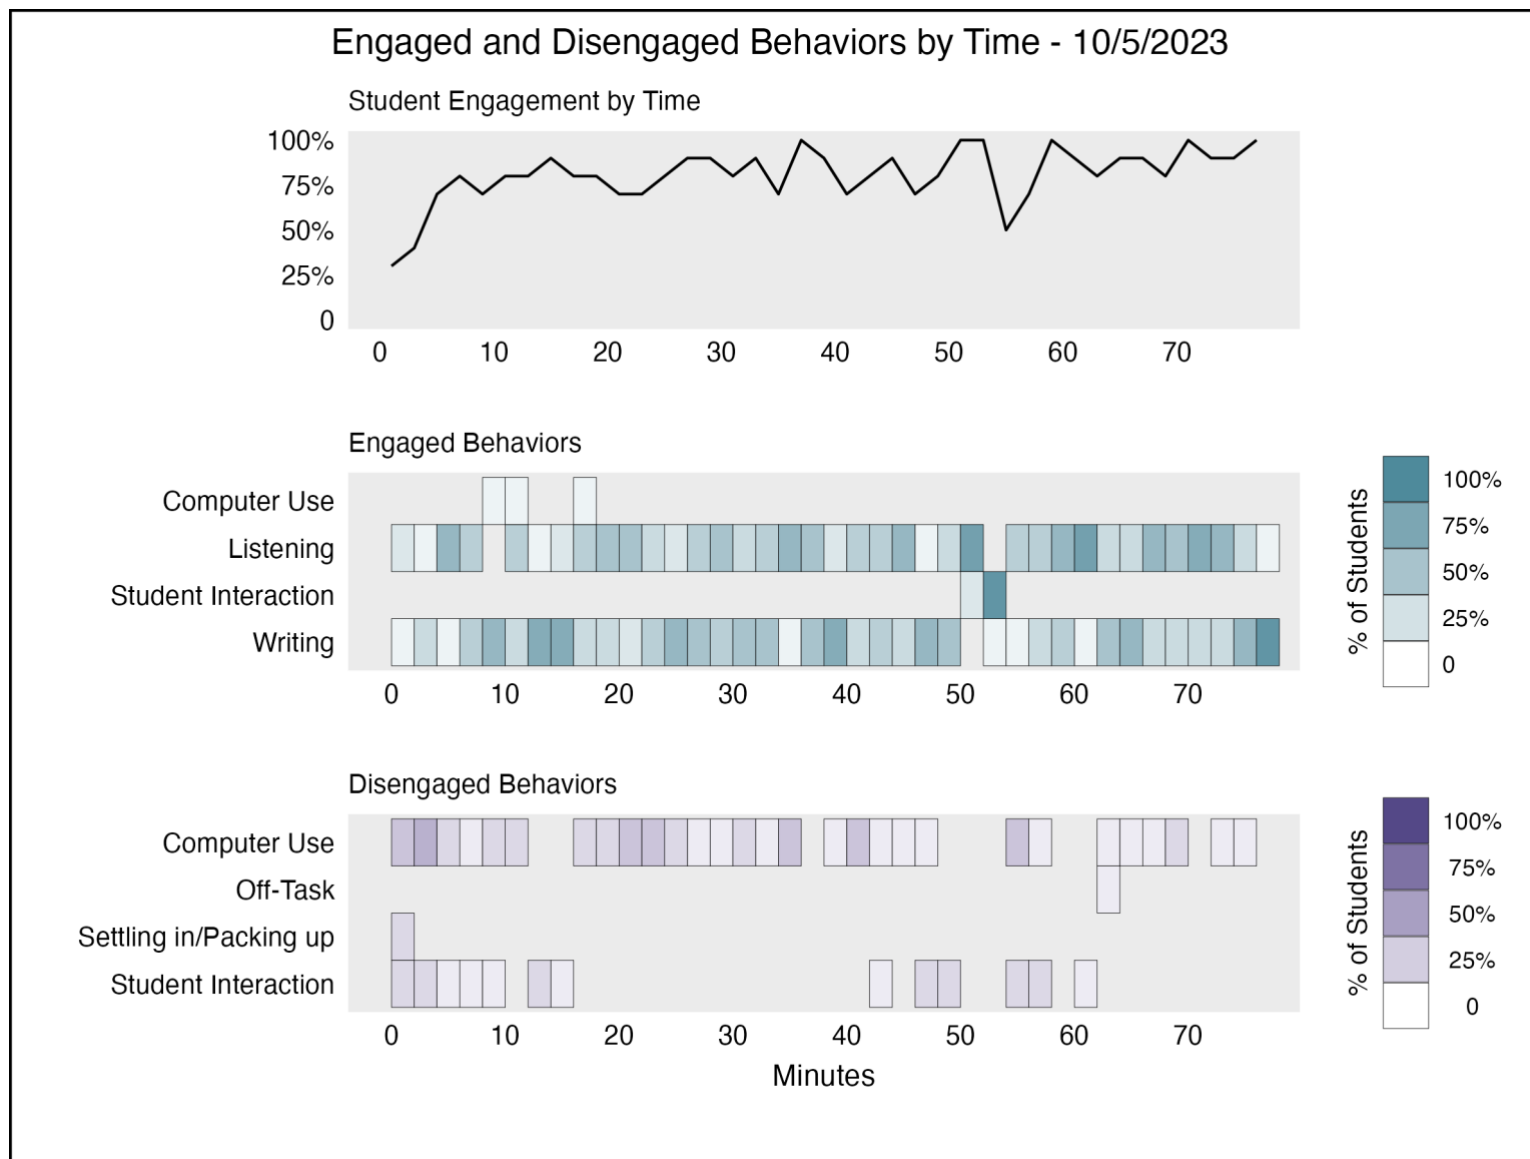 Engaged and Disengaged Behaviors by Time - 10/5/2023
Student Engagement by Time
100%
75%
50%
25%
0
0 10 20 30 40 50 60 70
Engaged Behaviors
Computer Use
Listening
Student Interaction
Writing
0 10 20 30 40 50 60 70
% of Students
100%
75%
50%
25%
0
Disengaged Behaviors
Computer Use
Off-Task
Settling in/Packing up
Student Interaction
0 10 20 30 40 50 60 70
Minutes
% of Students
100%
75%
50%
25%
0